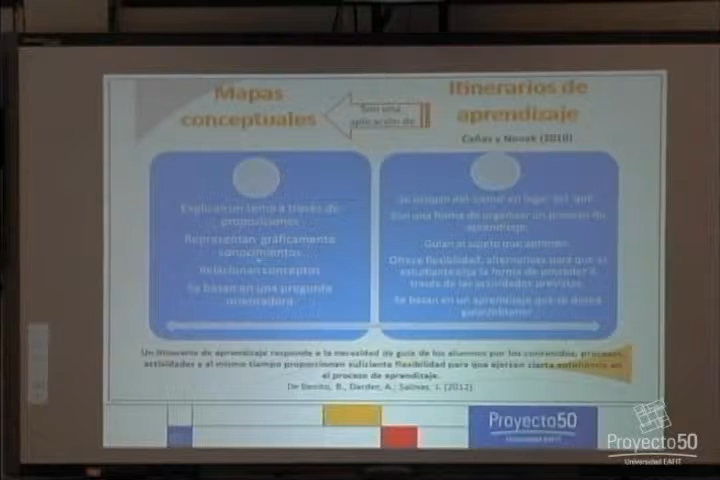 Mapas
conceptuales
Son una
aplicación de
Itinerarios de
aprendizaje
Cañas y Novak (2010)
Explican un tema a través de
proposiciones
Representan gráficamente
conocimientos
Relacionan conceptos
Se basan en una pregunta
orientadora
Se ocupan del cómo en lugar del qué
Son una forma de organizar un proceso de
aprendizaje
Guían al sujeto que aprende
Ofrece flexibilidad, alternativas para que el
estudiante elija la forma de proceder a
través de las actividades previstas
Se basan en un aprendizaje que se desea
Un itinerario de aprendizaje responde a la necesidad de guía de los alumnos por los contenidos, procesos,
actividades y al mismo tiempo proporcionan suficiente flexibilidad para que ejerzan cierta autonomía en
el proceso de aprendizaje.
De Benito, B., Darder, A., Salinas, J. (2012)
Proyecto50
Universidad EAFIT
Proyecto50
Universidad EAFIT